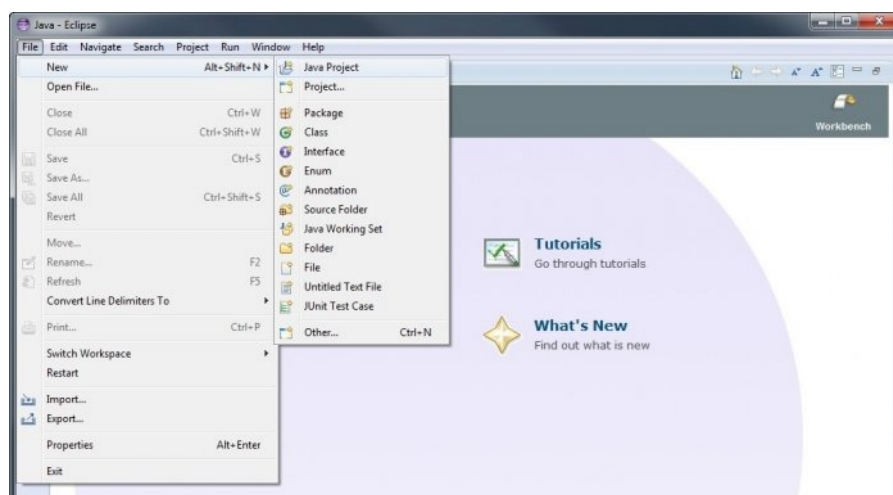 Java - Eclipse
File Edit Navigate Search Project Run Window Help
New Alt+Shift+N
Open File...
Close Ctrl+W
Close All Ctrl+Shift+W
Save Ctrl+S
Save As...
Save All Ctrl+Shift+S
Revert
Move...
Rename... F2
Refresh F5
Convert Line Delimiters To
Print... Ctrl+P
Switch Workspace
Restart
Import...
Export...
Properties Alt+Enter
Exit
Java Project
Project...
Package
Class
Interface
Enum
Annotation
Source Folder
Java Working Set
Folder
File
Untitled Text File
JUnit Test Case
Other... Ctrl+N
Workbench
Tutorials
Go through tutorials
What's New
Find out what is new